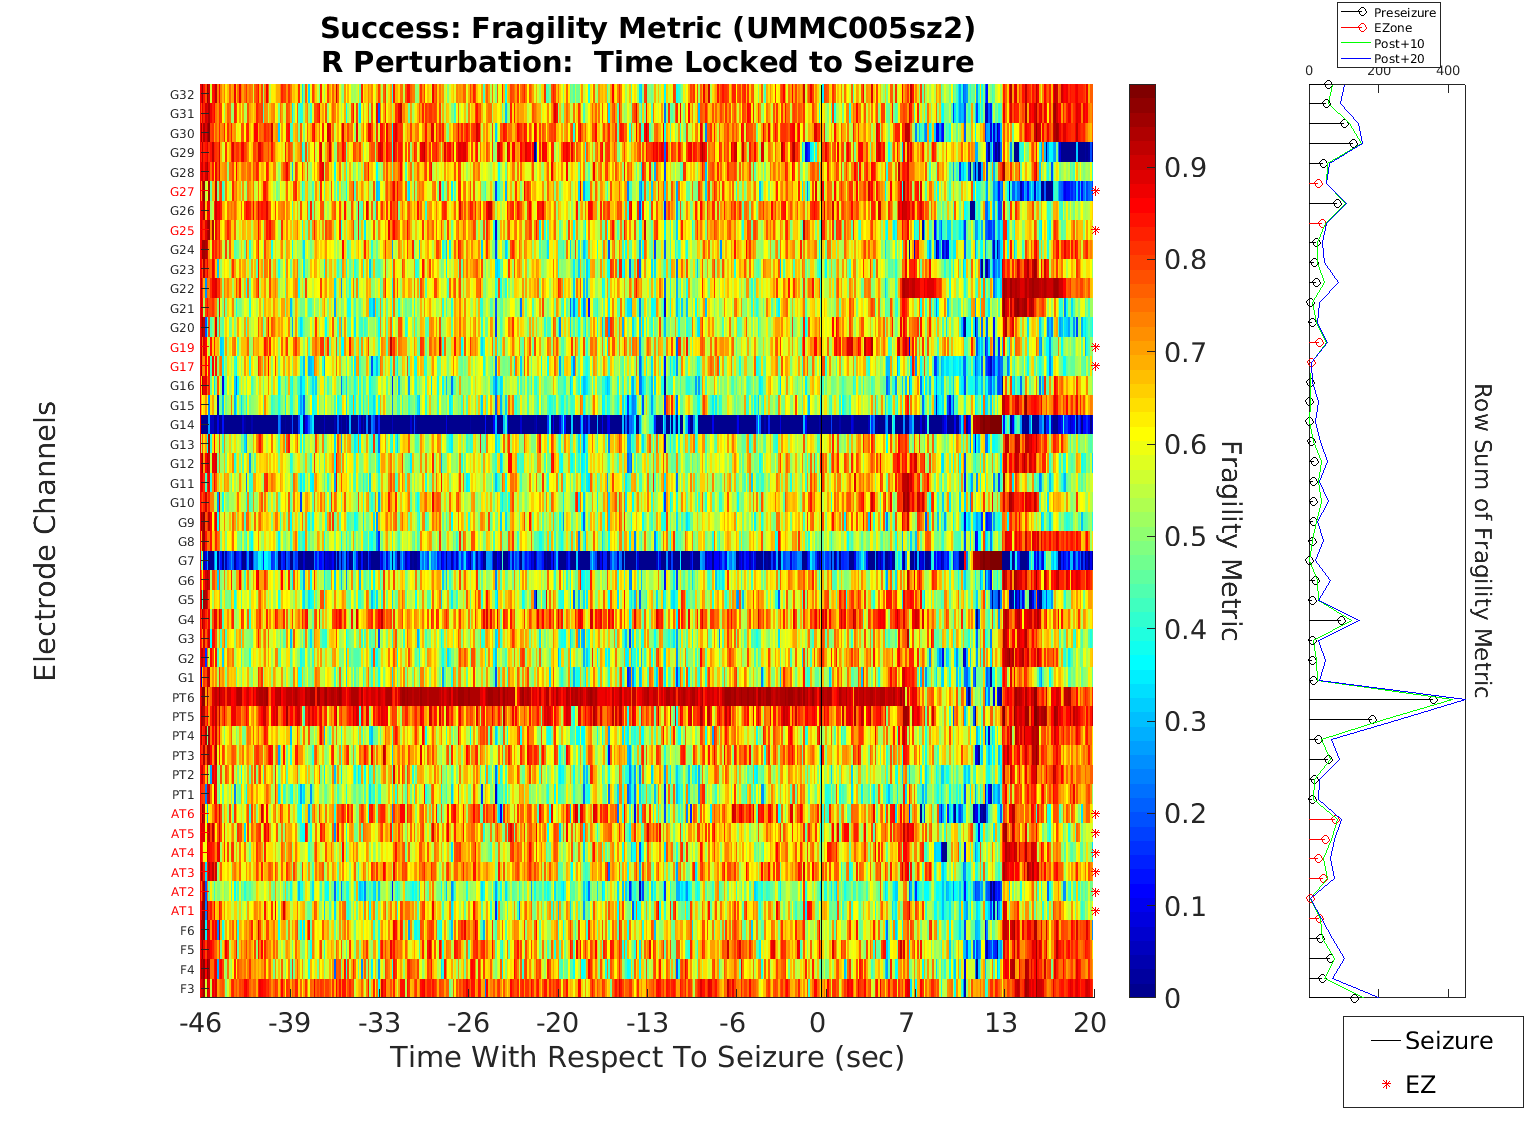 Success: Fragility Metric (UMMC005sz2)
R Perturbation:  Time Locked to Seizure
Electrode Channels
G32
G31
G30
G29
G28
G27
G26
G25
G24
G23
G22
G21
G20
G19
G17
G16
G15
G14
G13
G12
G11
G10
G9
G8
G7
G6
G5
G4
G3
G2
G1
PT6
PT5
PT4
PT3
PT2
PT1
AT6
AT5
AT4
AT3
AT2
AT1
F6
F5
F4
F3
-46 -39 -33 -26 -20 -13 -6 0 7 13 20
Time With Respect To Seizure (sec)
0.9
0.8
0.7
0.6
0.5
0.4
0.3
0.2
0.1
0
Fragility Metric
Preseizure
EZone
Post+10
Post+20
0 200 400
Row Sum of Fragility Metric
Seizure
EZ